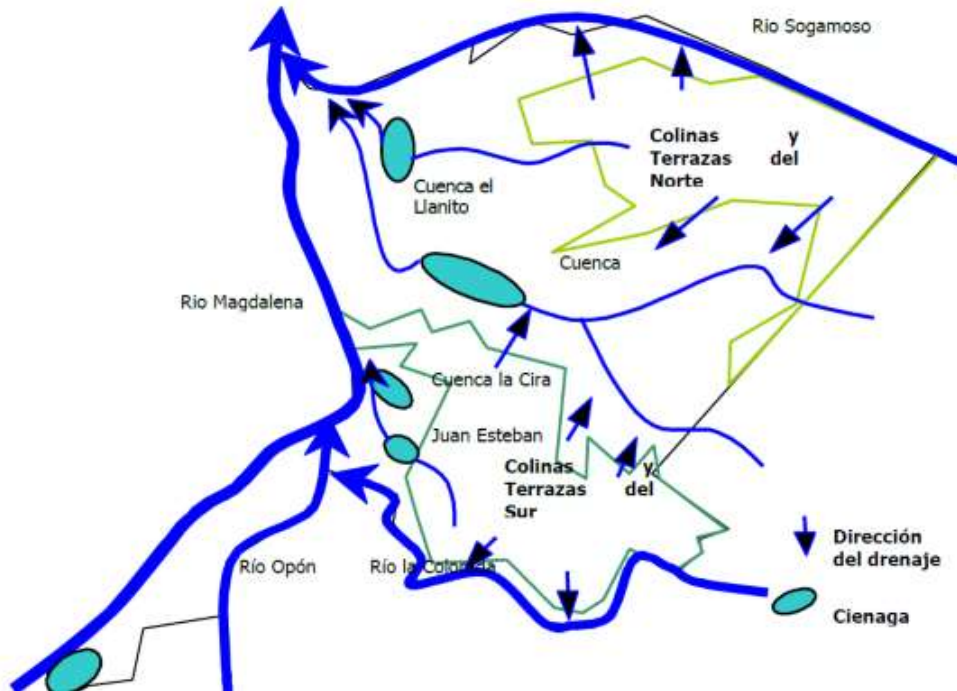 Rio Sogamoso
Colinas y
Terrazas del
Norte
Cuenca el
Llanito
Cuenca
Rio Magdalena
Cuenca la Cira
Juan Esteban
Colinas y
Terrazas del
Sur
Río Opón
Río la Colorada
Dirección
del drenaje
Cienaga